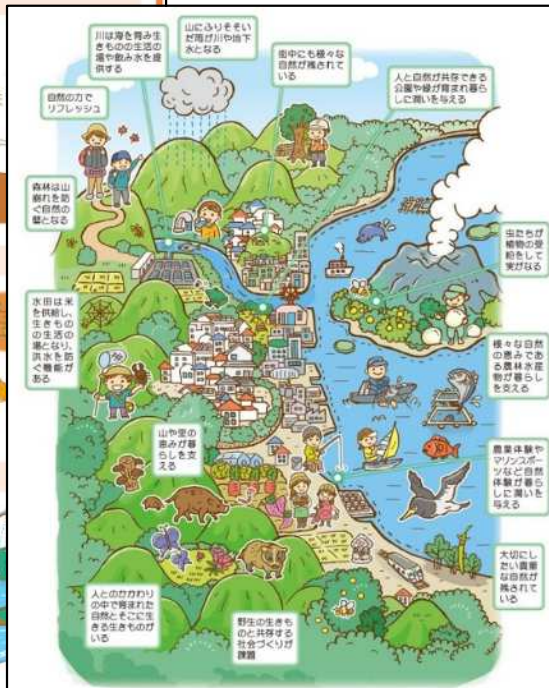 川は海を育み生
きものの生活の
場や飲み水を提
供する
山にふりそそい
だ雨が川や地下
水となる
街中にも様々な
自然が残されて
いる
人と自然が共存できる
公園や緑が育まれ暮ら
しに潤いを与える
自然の力で
リフレッシュ
森林は山
崩れを防
ぐ自然の
壁となる
虫たちが
植物の受
粉をして
実がなる
水田は米
を供給し、
生きもの
の生活の
場となり、
洪水を防
ぐ機能が
ある
様々な自然
の恵みであ
る農林水産
物が暮らし
を支える
山や里の
恵みが暮
らしを支
える
農業体験や
マリンスポー
ツなど自然
体験が暮ら
しに潤いを
与える
大切にし
たい貴重
な自然が
残されて
いる
人とのかかわり
の中で育まれた
自然とそこに生
きる生きものが
いる
野生の生き
ものと共存する
社会づくりが
課題